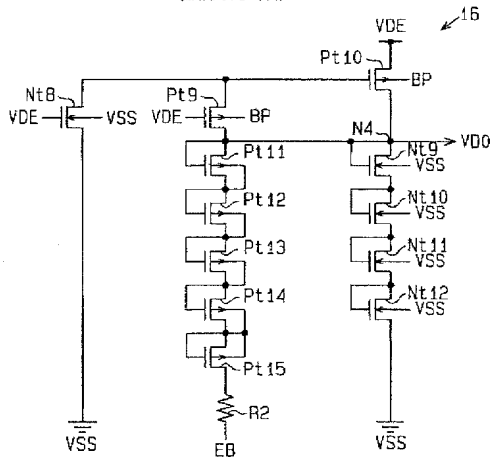 16
VDE
Pt10
BP
Nt8
VDE
VSS
Pt9
VDE
BP
N4
VDO
Nt9
VSS
Pt11
Pt12
Nt10
VSS
Pt13
Nt11
VSS
Pt14
Nt12
VSS
Pt15
R2
EB
VSS
VSS